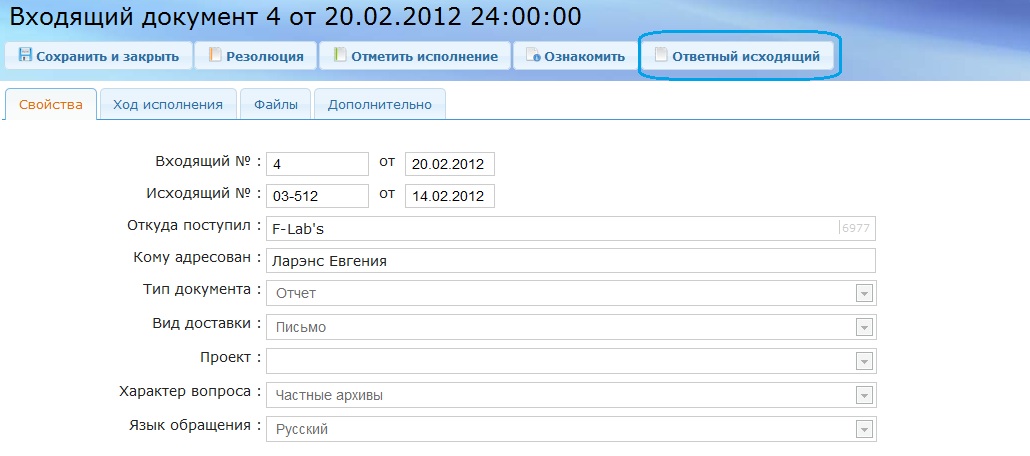 Входящий документ 4 от 20.02.2012 24:00:00
Сохранить и закрыть Резолюция Отметить исполнение Ознакомить Ответный исходящий
Свойства Ход исполнения Файлы Дополнительно
Входящий № : 4 от 20.02.2012
Исходящий № : 03-512 от 14.02.2012
Откуда поступил : F-Lab's 6977
Кому адресован : Ларэнс Евгения
Тип документа : Отчет
Вид доставки : Письмо
Проект :
Характер вопроса : Частные архивы
Язык обращения : Русский